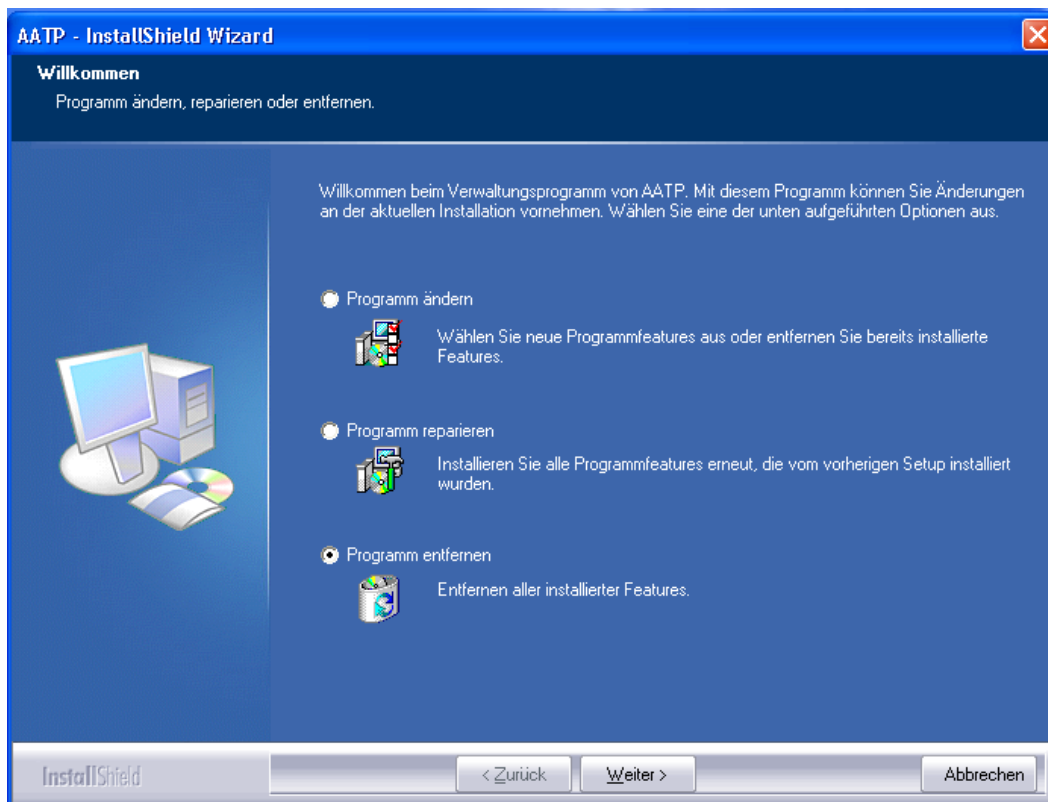 AATP - InstallShield Wizard
Willkommen
Programm ändern, reparieren oder entfernen.
Willkommen beim Verwaltungsprogramm von AATP. Mit diesem Programm können Sie Änderungen
an der aktuellen Installation vornehmen. Wählen Sie eine der unten aufgeführten Optionen aus.
Programm ändern
Wählen Sie neue Programmfeatures aus oder entfernen Sie bereits installierte
Features.
Programm reparieren
Installieren Sie alle Programmfeatures erneut, die vom vorherigen Setup installiert
wurden.
Programm entfernen
Entfernen aller installierter Features.
InstallShield
< Zurück
Weiter >
Abbrechen